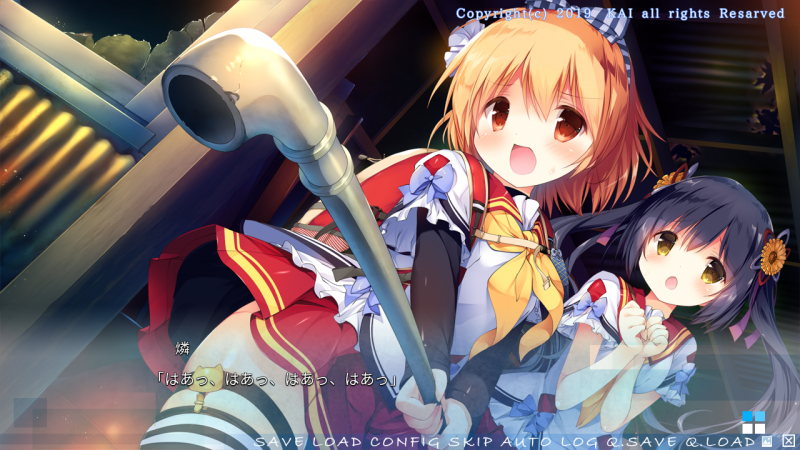 Copyright(c) 2019 KAI all rights Resarved
燐
「はあっ、はあっ、はあっ、はあっ」
SAVE LOAD CONFIG SKIP AUTO LOG Q.SAVE Q.LOAD